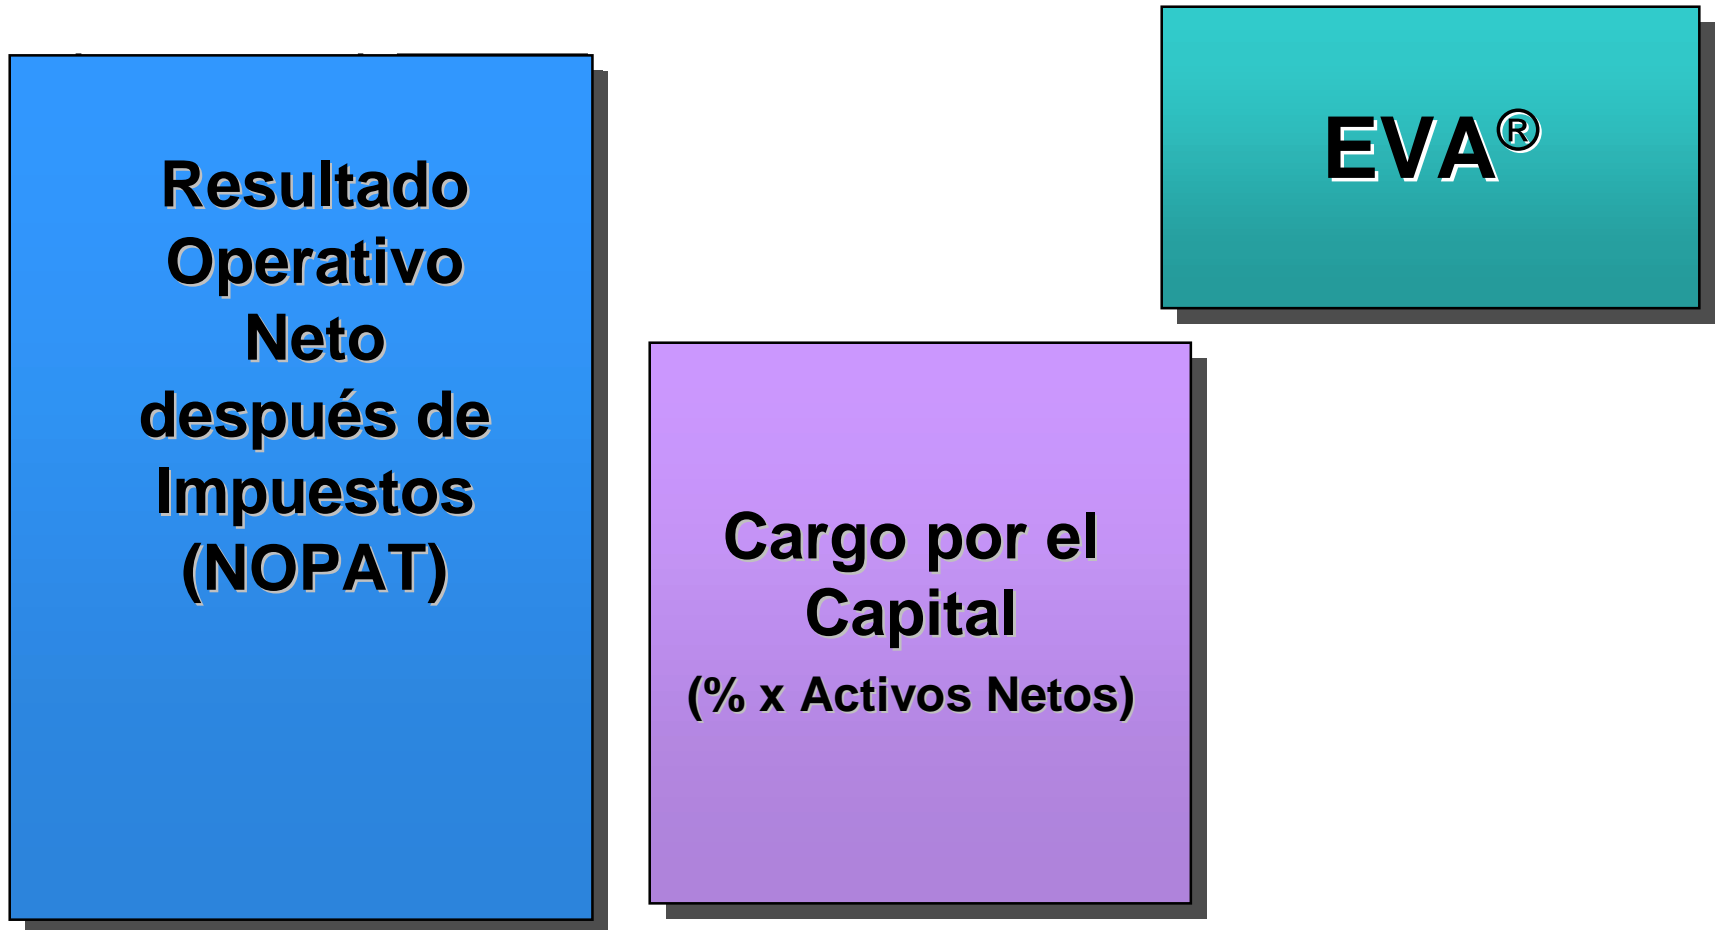 Resultado
Operativo
Neto
después de
Impuestos
(NOPAT)
Cargo por el
Capital
(% x Activos Netos)
EVA®